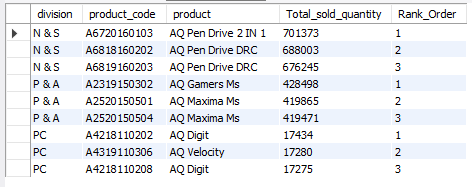 division product_code product Total_sold_quantity Rank_Order
N & S A6720160103 AQ Pen Drive 2 IN 1 701373 1
N & S A6818160202 AQ Pen Drive DRC 688003 2
N & S A6819160203 AQ Pen Drive DRC 676245 3
P & A A2319150302 AQ Gamers Ms 428498 1
P & A A2520150501 AQ Maxima Ms 419865 2
P & A A2520150504 AQ Maxima Ms 419471 3
PC A4218110202 AQ Digit 17434 1
PC A4319110306 AQ Velocity 17280 2
PC A4218110208 AQ Digit 17275 3